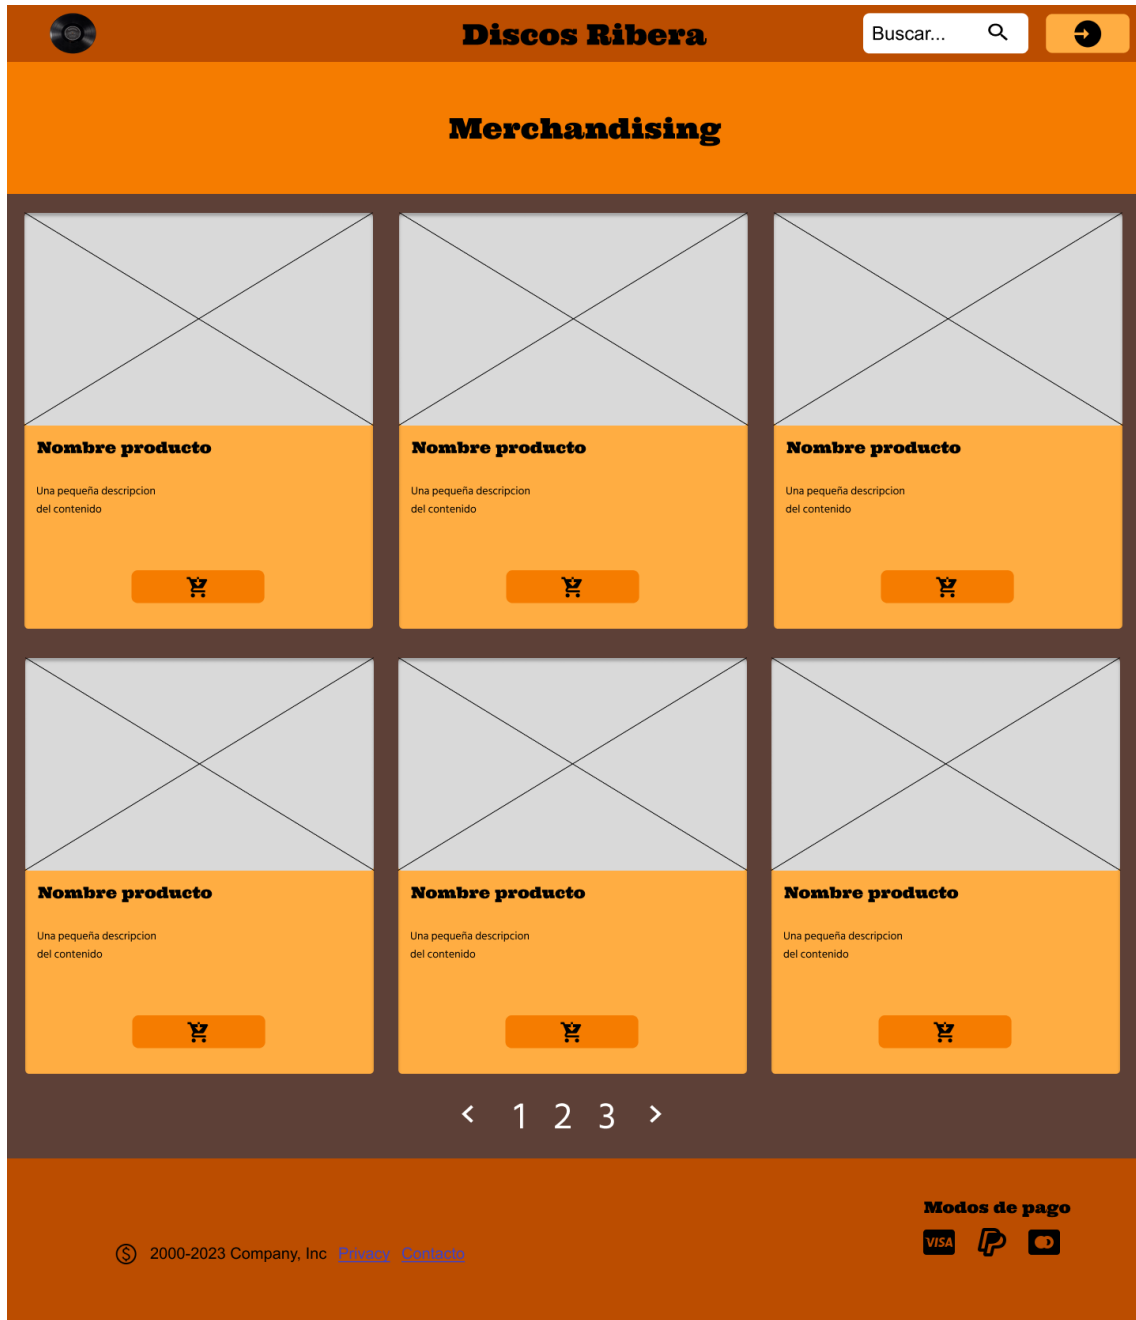 Discos Ribera
Buscar...
Merchandising
Nombre producto
Una pequeña descripcion
del contenido
Nombre producto
Una pequeña descripcion
del contenido
Nombre producto
Una pequeña descripcion
del contenido
Nombre producto
Una pequeña descripcion
del contenido
Nombre producto
Una pequeña descripcion
del contenido
Nombre producto
Una pequeña descripcion
del contenido
< 1 2 3 >
Modos de pago
VISA
2000-2023 Company, Inc Privacy Contacto